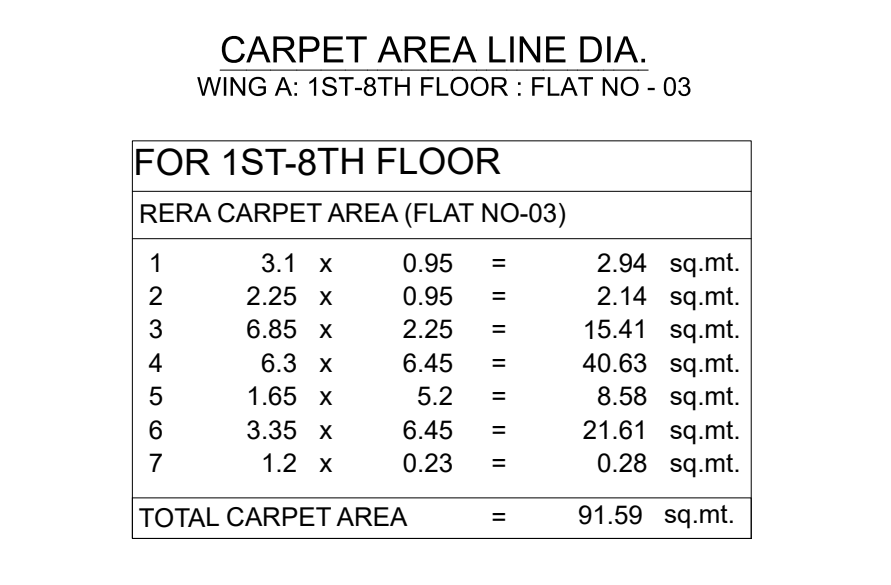 CARPET AREA LINE DIA.
WING A: 1ST-8TH FLOOR : FLAT NO - 03
FOR 1ST-8TH FLOOR
RERA CARPET AREA (FLAT NO-03)
1 3.1 x 0.95 = 2.94 sq.mt.
2 2.25 x 0.95 = 2.14 sq.mt.
3 6.85 x 2.25 = 15.41 sq.mt.
4 6.3 x 6.45 = 40.63 sq.mt.
5 1.65 x 5.2 = 8.58 sq.mt.
6 3.35 x 6.45 = 21.61 sq.mt.
7 1.2 x 0.23 = 0.28 sq.mt.
TOTAL CARPET AREA = 91.59 sq.mt.